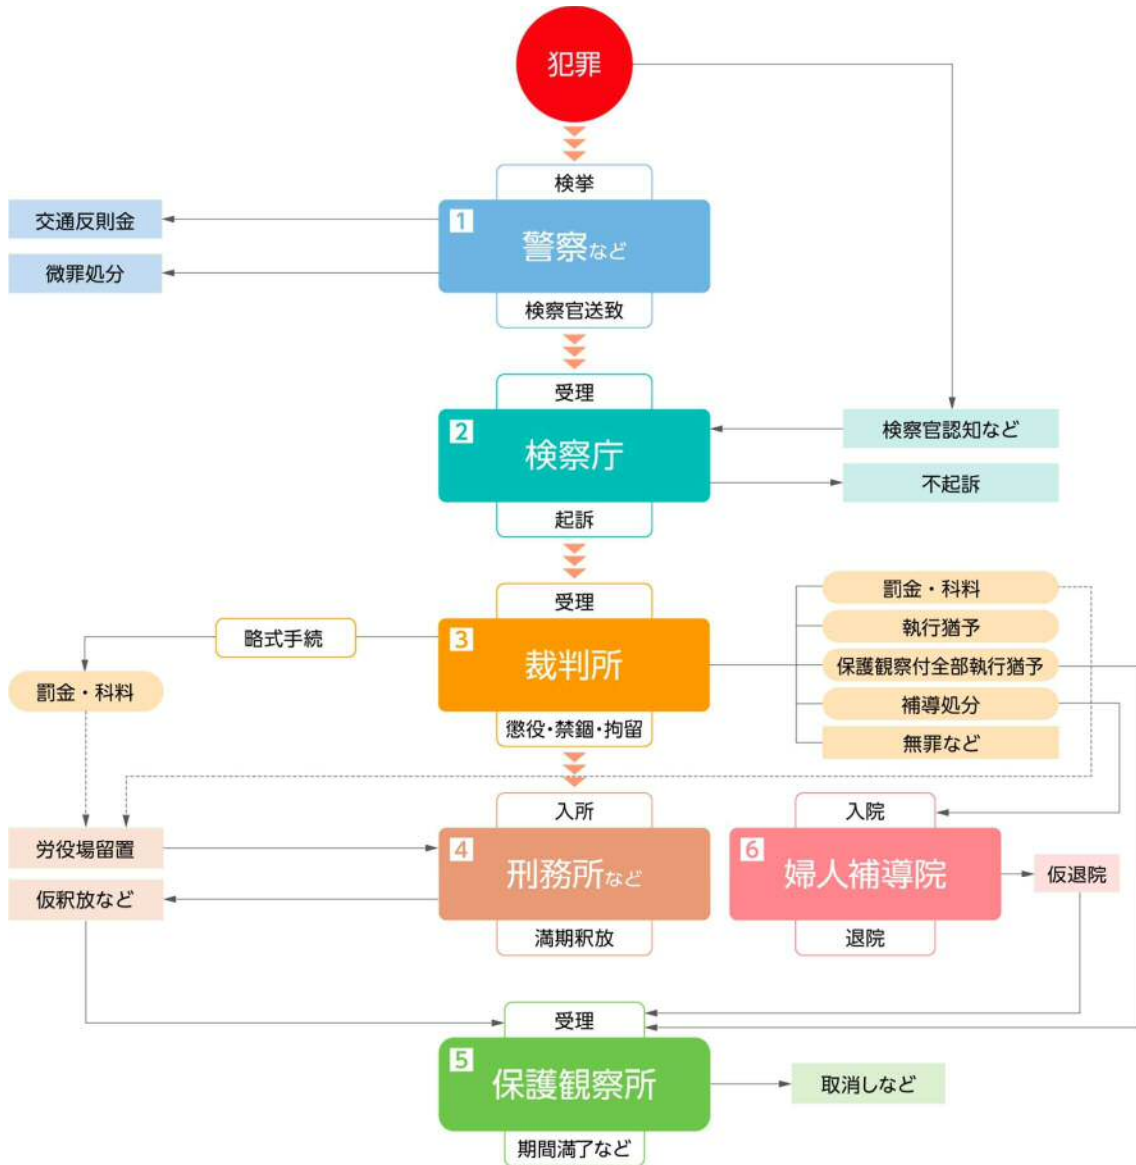 犯罪
検挙
1
警察など
交通反則金
微罪処分
検察官送致
受理
2
検察庁
検察官認知など
不起訴
起訴
受理
3
裁判所
略式手続
罰金・科料
罰金・科料
執行猶予
保護観察付全部執行猶予
補導処分
無罪など
懲役・禁錮・拘留
入所
4
刑務所など
労役場留置
仮釈放など
満期釈放
入院
6
婦人補導院
仮退院
退院
受理
5
保護観察所
取消しなど
期間満了など